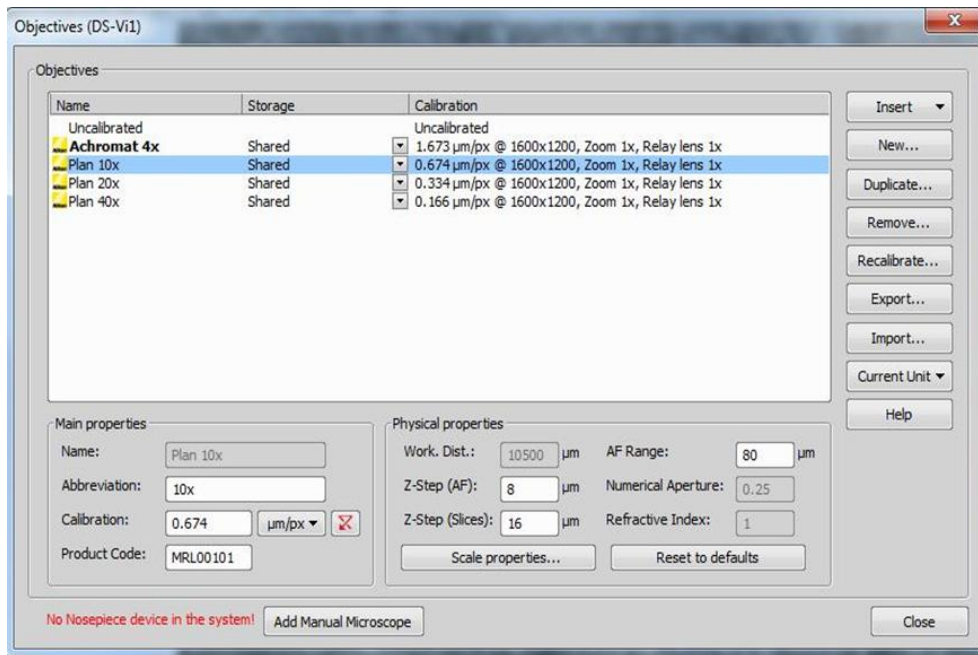 Objectives (DS-Vi1)
Objectives
Name Storage Calibration
Uncalibrated Uncalibrated
Achromat 4x Shared 1.673 µm/px @ 1600x1200, Zoom 1x, Relay lens 1x
Plan 10x Shared 0.674 µm/px @ 1600x1200, Zoom 1x, Relay lens 1x
Plan 20x Shared 0.334 µm/px @ 1600x1200, Zoom 1x, Relay lens 1x
Plan 40x Shared 0.166 µm/px @ 1600x1200, Zoom 1x, Relay lens 1x
Insert
New...
Duplicate...
Remove...
Recalibrate...
Export...
Import...
Current Unit
Help
Main properties
Name: Plan 10x
Abbreviation: 10x
Calibration: 0.674 µm/px
Product Code: MRL00101
Physical properties
Work. Dist.: 10500 µm AF Range: 80 µm
Z-Step (AF): 8 µm Numerical Aperture: 0.25
Z-Step (Slices): 16 µm Refractive Index: 1
Scale properties... Reset to defaults
No Nosepiece device in the system! Add Manual Microscope Close